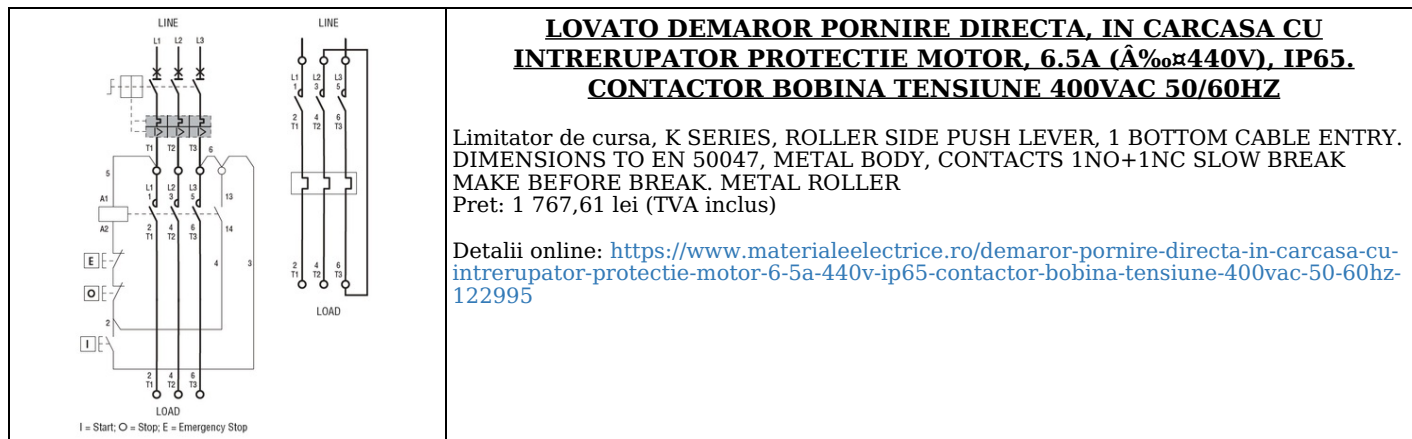 LINE
L1 L2 L3
T1 T2 T3 6
5
L1 L2 L3
A1 1 3 5 13
A2 2 4 6 14
T1 T2 T3
E 4 3
O
2
I
2 4 6
T1 T2 T3
LOAD
I = Start; O = Stop; E = Emergency Stop
LINE
L1 L2 L3
1 3 5
2 4 6
T1 T2 T3
2 4 6
T1 T2 T3
LOAD
LOVATO DEMAROR PORNIRE DIRECTA, IN CARCASA CU
INTRERUPATOR PROTECTIE MOTOR, 6.5A (Â‰¤440V), IP65.
CONTACTOR BOBINA TENSIUNE 400VAC 50/60HZ
Limitator de cursa, K SERIES, ROLLER SIDE PUSH LEVER, 1 BOTTOM CABLE ENTRY.
DIMENSIONS TO EN 50047, METAL BODY, CONTACTS 1NO+1NC SLOW BREAK
MAKE BEFORE BREAK. METAL ROLLER
Pret: 1 767,61 lei (TVA inclus)
Detalii online: https://www.materialeelectrice.ro/demaror-pornire-directa-in-carcasa-cu-
intrerupator-protectie-motor-6-5a-440v-ip65-contactor-bobina-tensiune-400vac-50-60hz-
122995